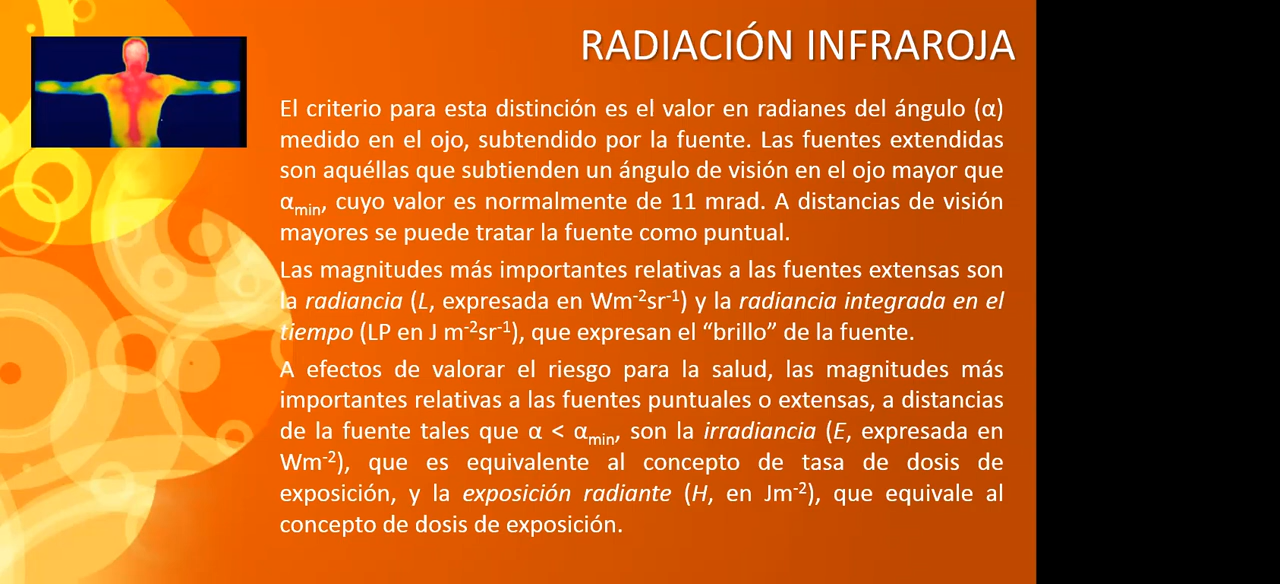 RADIACIÓN INFRAROJA
El criterio para esta distinción es el valor en radianes del ángulo (α)
medido en el ojo, subtendido por la fuente. Las fuentes extendidas
son aquéllas que subtienden un ángulo de visión en el ojo mayor que
αmin, cuyo valor es normalmente de 11 mrad. A distancias de visión
mayores se puede tratar la fuente como puntual.
Las magnitudes más importantes relativas a las fuentes extensas son
la radiancia (L, expresada en Wm-2sr-1) y la radiancia integrada en el
tiempo (LP en J m-2sr-1), que expresan el “brillo” de la fuente.
A efectos de valorar el riesgo para la salud, las magnitudes más
importantes relativas a las fuentes puntuales o extensas, a distancias
de la fuente tales que α < αmin, son la irradiancia (E, expresada en
Wm-2), que es equivalente al concepto de tasa de dosis de
exposición, y la exposición radiante (H, en Jm-2), que equivale al
concepto de dosis de exposición.